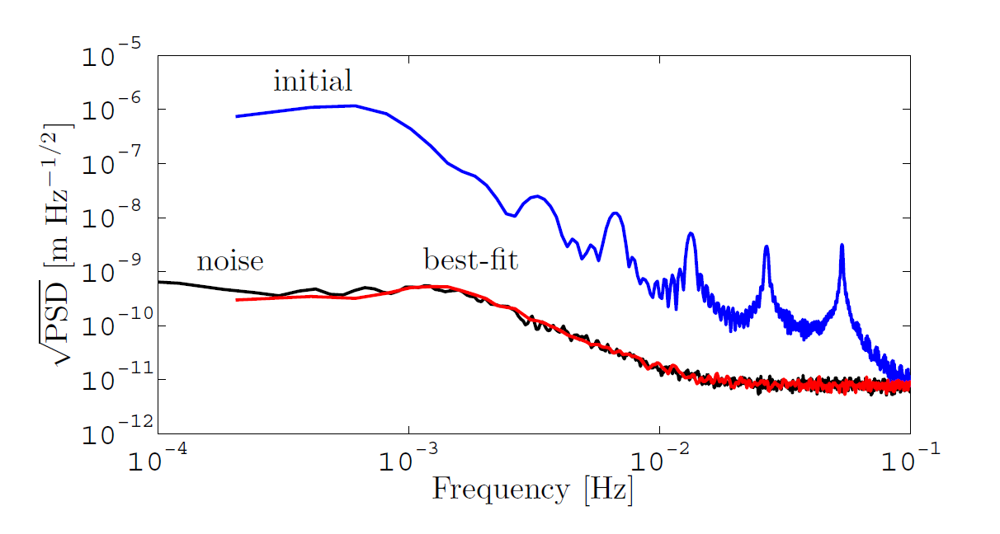 10⁻⁵
initial
10⁻⁶
10⁻⁷
10⁻⁸
noise
best-fit
10⁻⁹
10⁻¹⁰
10⁻¹¹
10⁻¹²
√PSD [m Hz⁻¹/²]
10⁻⁴ 10⁻³ 10⁻² 10⁻¹
Frequency [Hz]